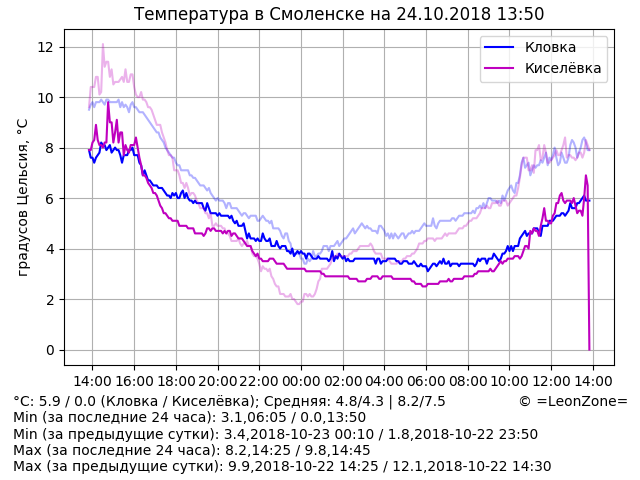 Температура в Смоленске на 24.10.2018 13:50
12
10
8
6
4
2
0
градусов Цельсия, °C
Кловка
Киселёвка
14:00 16:00 18:00 20:00 22:00 00:00 02:00 04:00 06:00 08:00 10:00 12:00 14:00
°C: 5.9 / 0.0 (Кловка / Киселёвка); Средняя: 4.8/4.3 | 8.2/7.5 © =LeonZone=
Min (за последние 24 часа): 3.1,06:05 / 0.0,13:50
Min (за предыдущие сутки): 3.4,2018-10-23 00:10 / 1.8,2018-10-22 23:50
Max (за последние 24 часа): 8.2,14:25 / 9.8,14:45
Max (за предыдущие сутки): 9.9,2018-10-22 14:25 / 12.1,2018-10-22 14:30